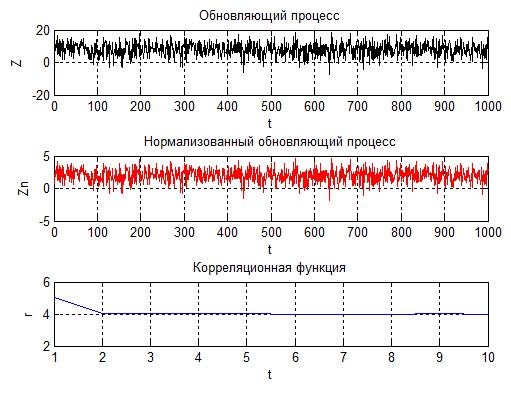 Обновляющий процесс
20
0
-20
Z
0 100 200 300 400 500 600 700 800 900 1000
t
Нормализованный обновляющий процесс
5
0
-5
Zn
0 100 200 300 400 500 600 700 800 900 1000
t
Корреляционная функция
6
4
2
r
1 2 3 4 5 6 7 8 9 10
t